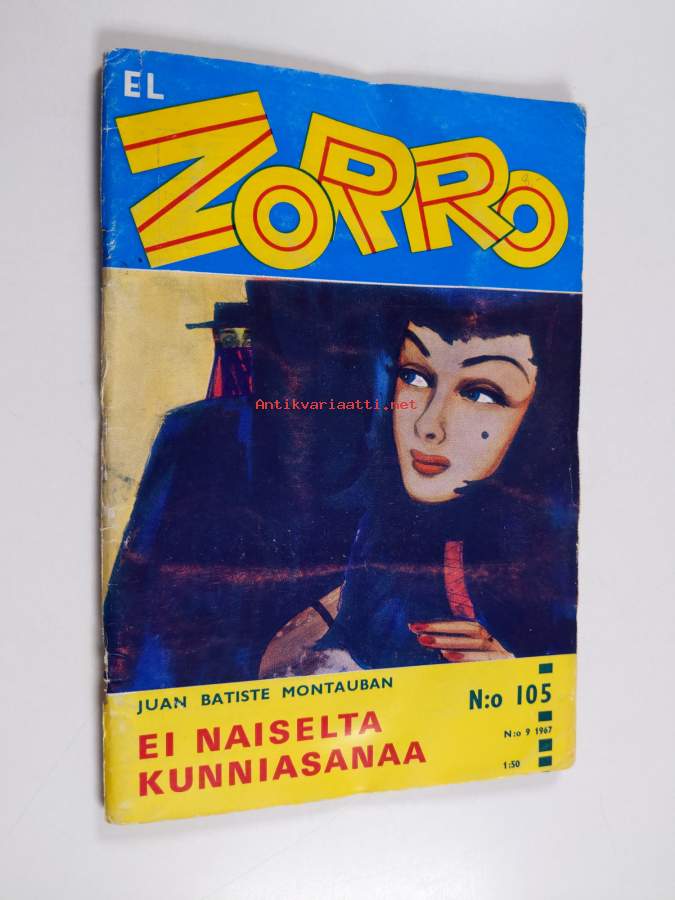 EL
ZORRO
Antikvariaatti.net
JUAN BATISTE MONTAUBAN
N:o 105
EI NAISELTA
KUNNIASANAA
N:o 9 1967
1:50